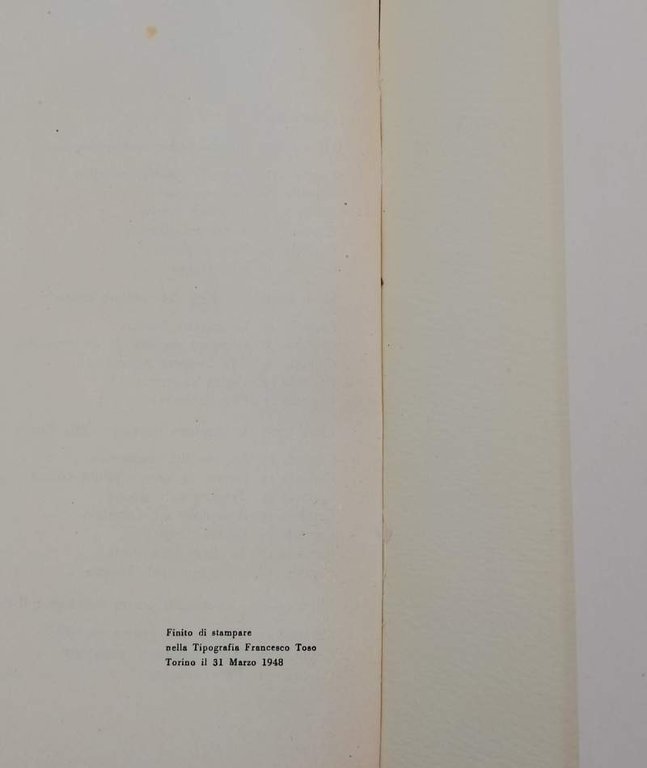 Finito di stampare
nella Tipografia Francesco Toso
Torino il 31 Marzo 1948